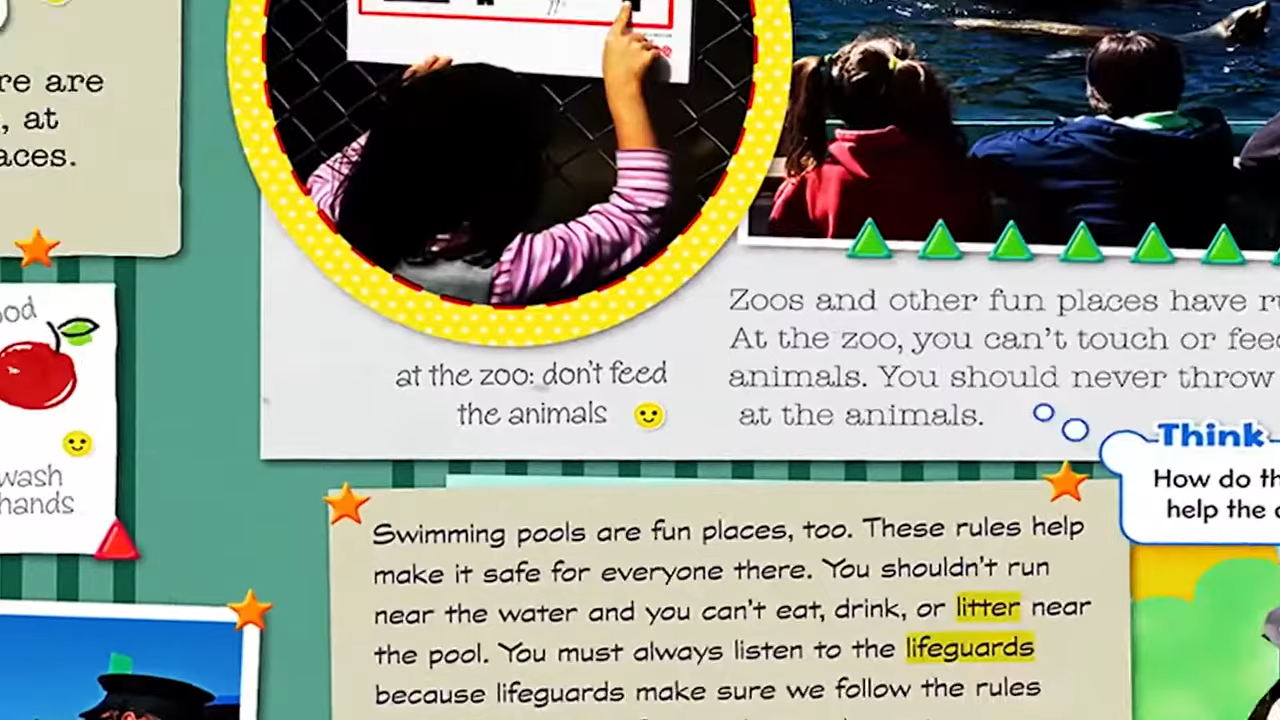 re are
, at
aces.
ood
wash
hands
at the zoo: don't feed
the animals
Zoos and other fun places have
At the zoo, you can't touch or feed
animals. You should never throw
at the animals.
Think
How do
help the
Swimming pools are fun places, too. These rules help
make it safe for everyone there. You shouldn't run
near the water and you can't eat, drink, or litter near
the pool. You must always listen to the lifeguards
because lifeguards make sure we follow the rules